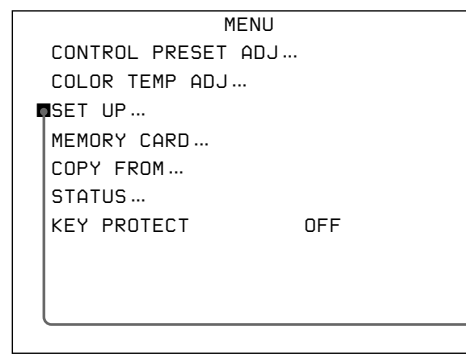 MENU
CONTROL PRESET ADJ...
COLOR TEMP ADJ...
SET UP...
MEMORY CARD...
COPY FROM...
STATUS...
KEY PROTECT OFF